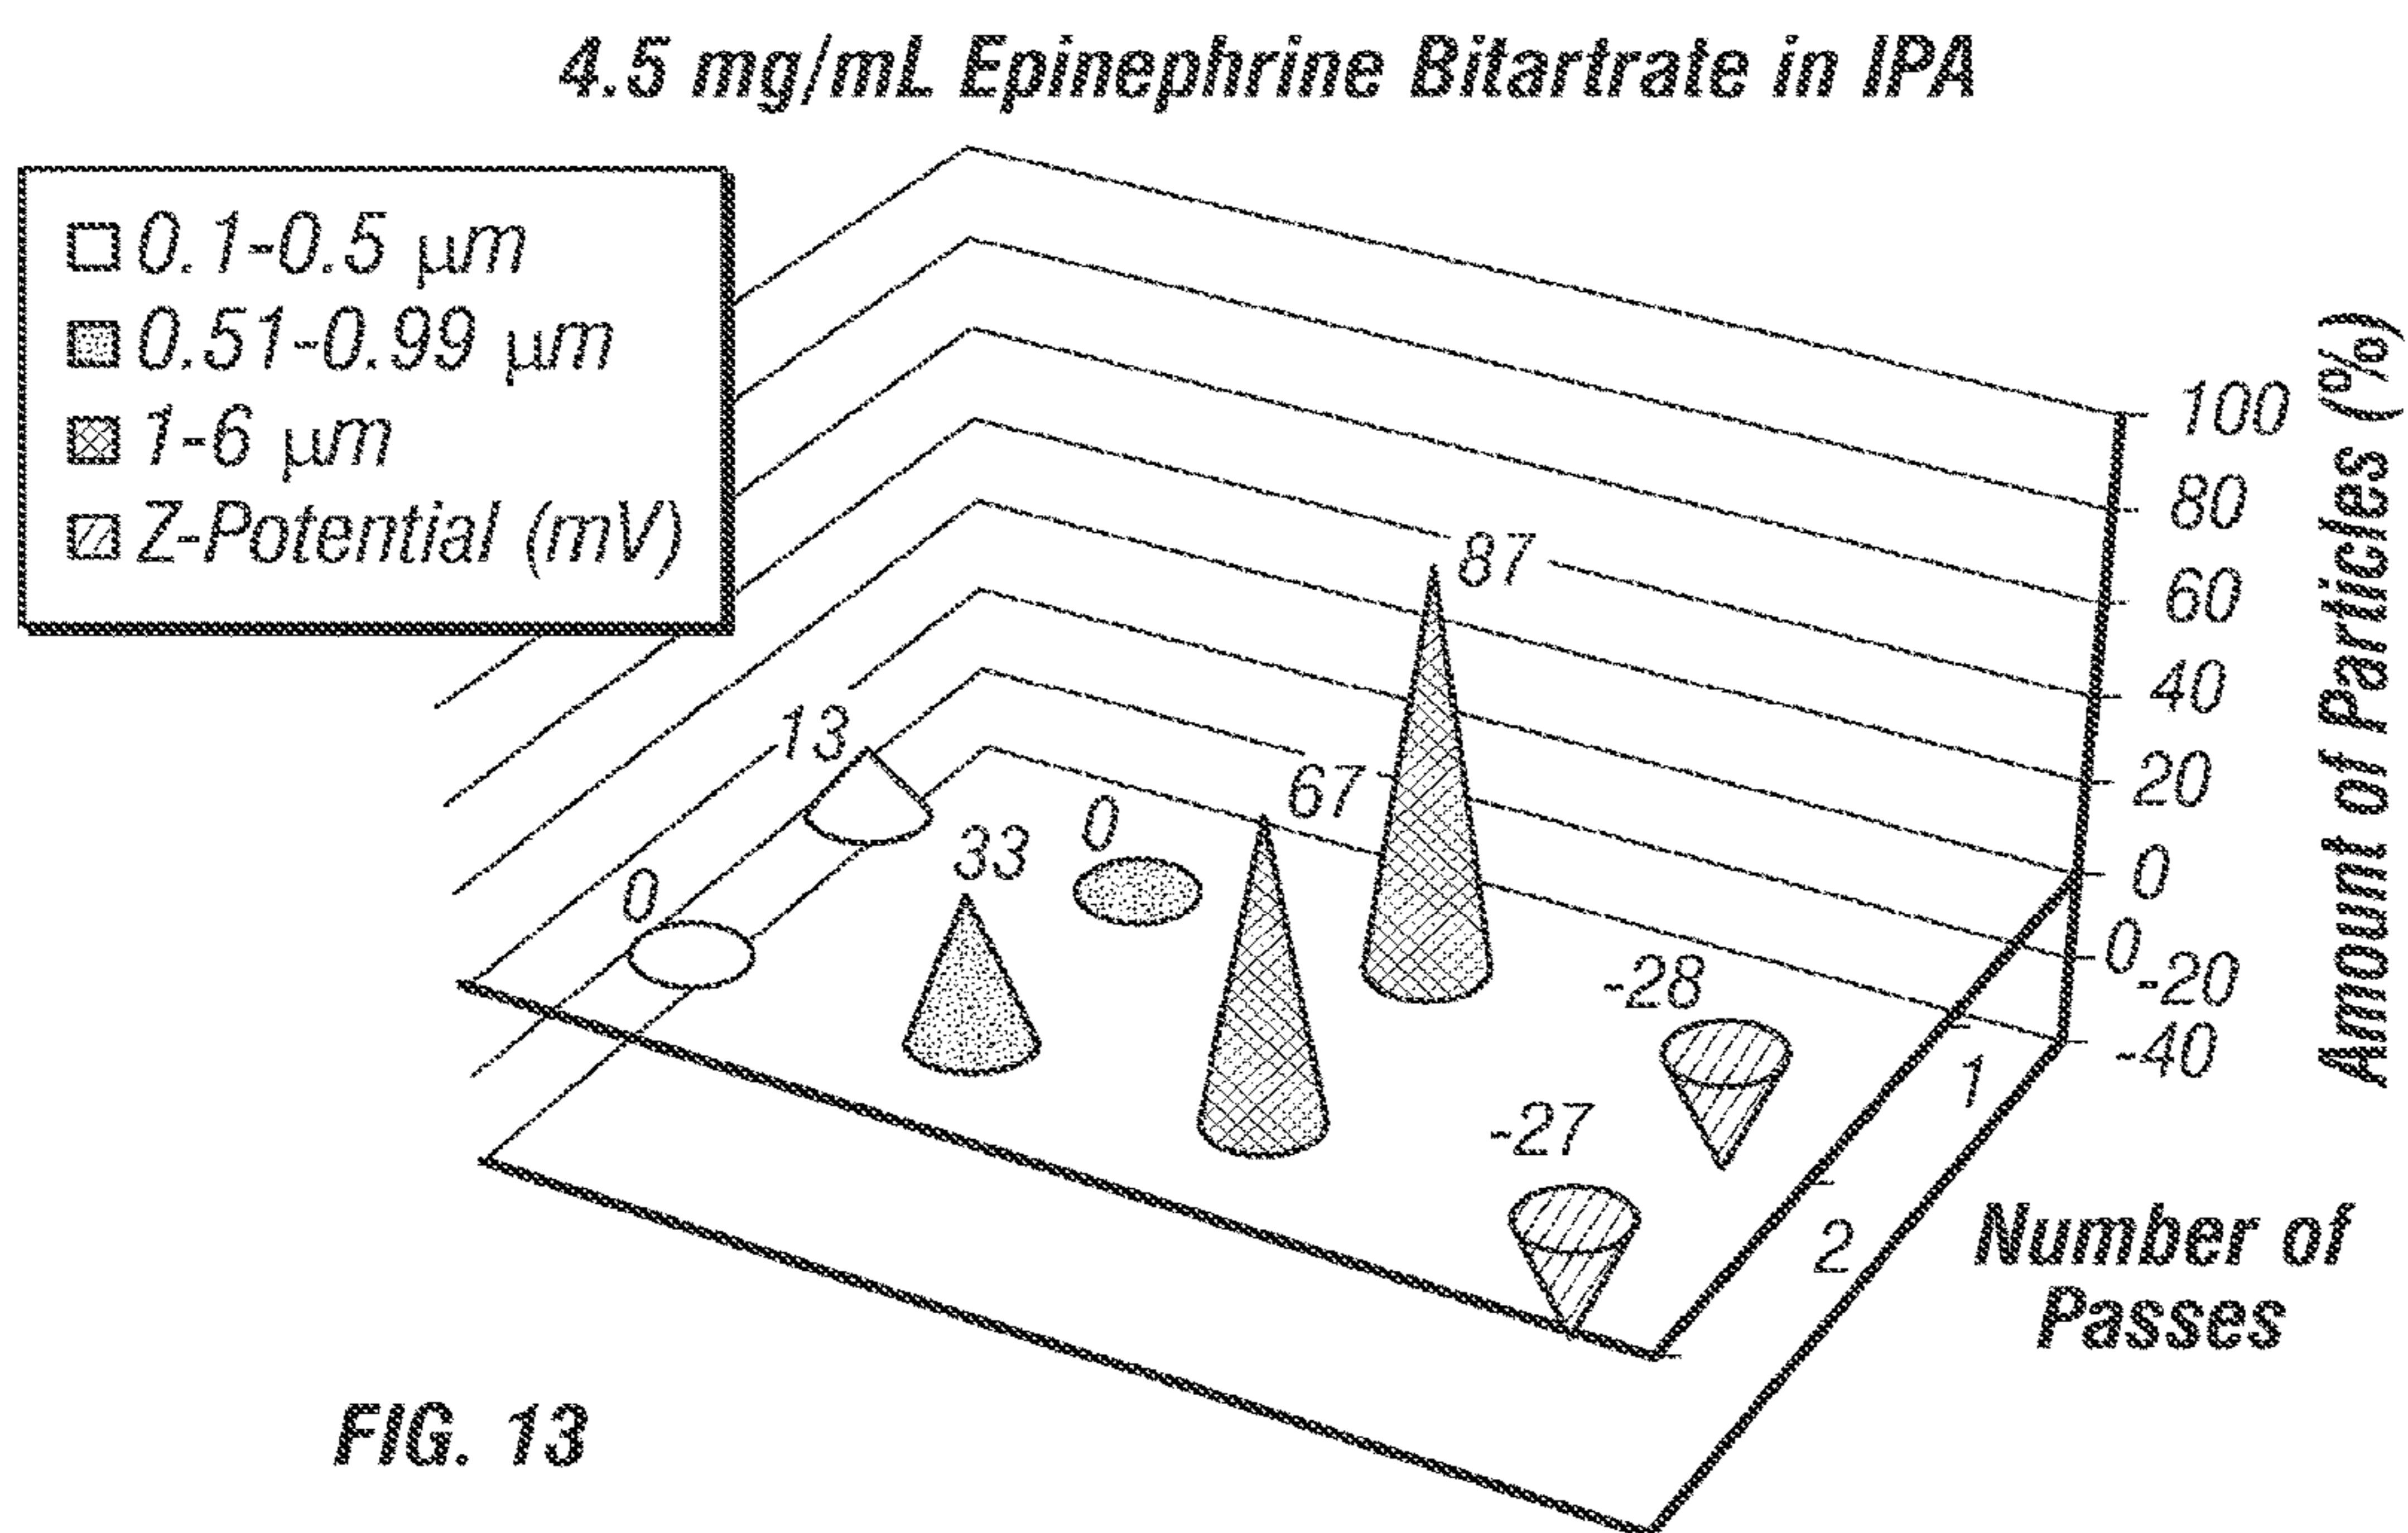 4.5 mg/mL Epinephrine Bitartrate in IPA
0.1-0.5 μm
0.51-0.99 μm
1-6 μm
Z-Potential (mV)
100
80
60
40
20
0
-20
-40
Amount of Particles (%)
87
13
67
0
33
0
0
-28
-27
0
1
2
Number of
Passes
FIG. 13